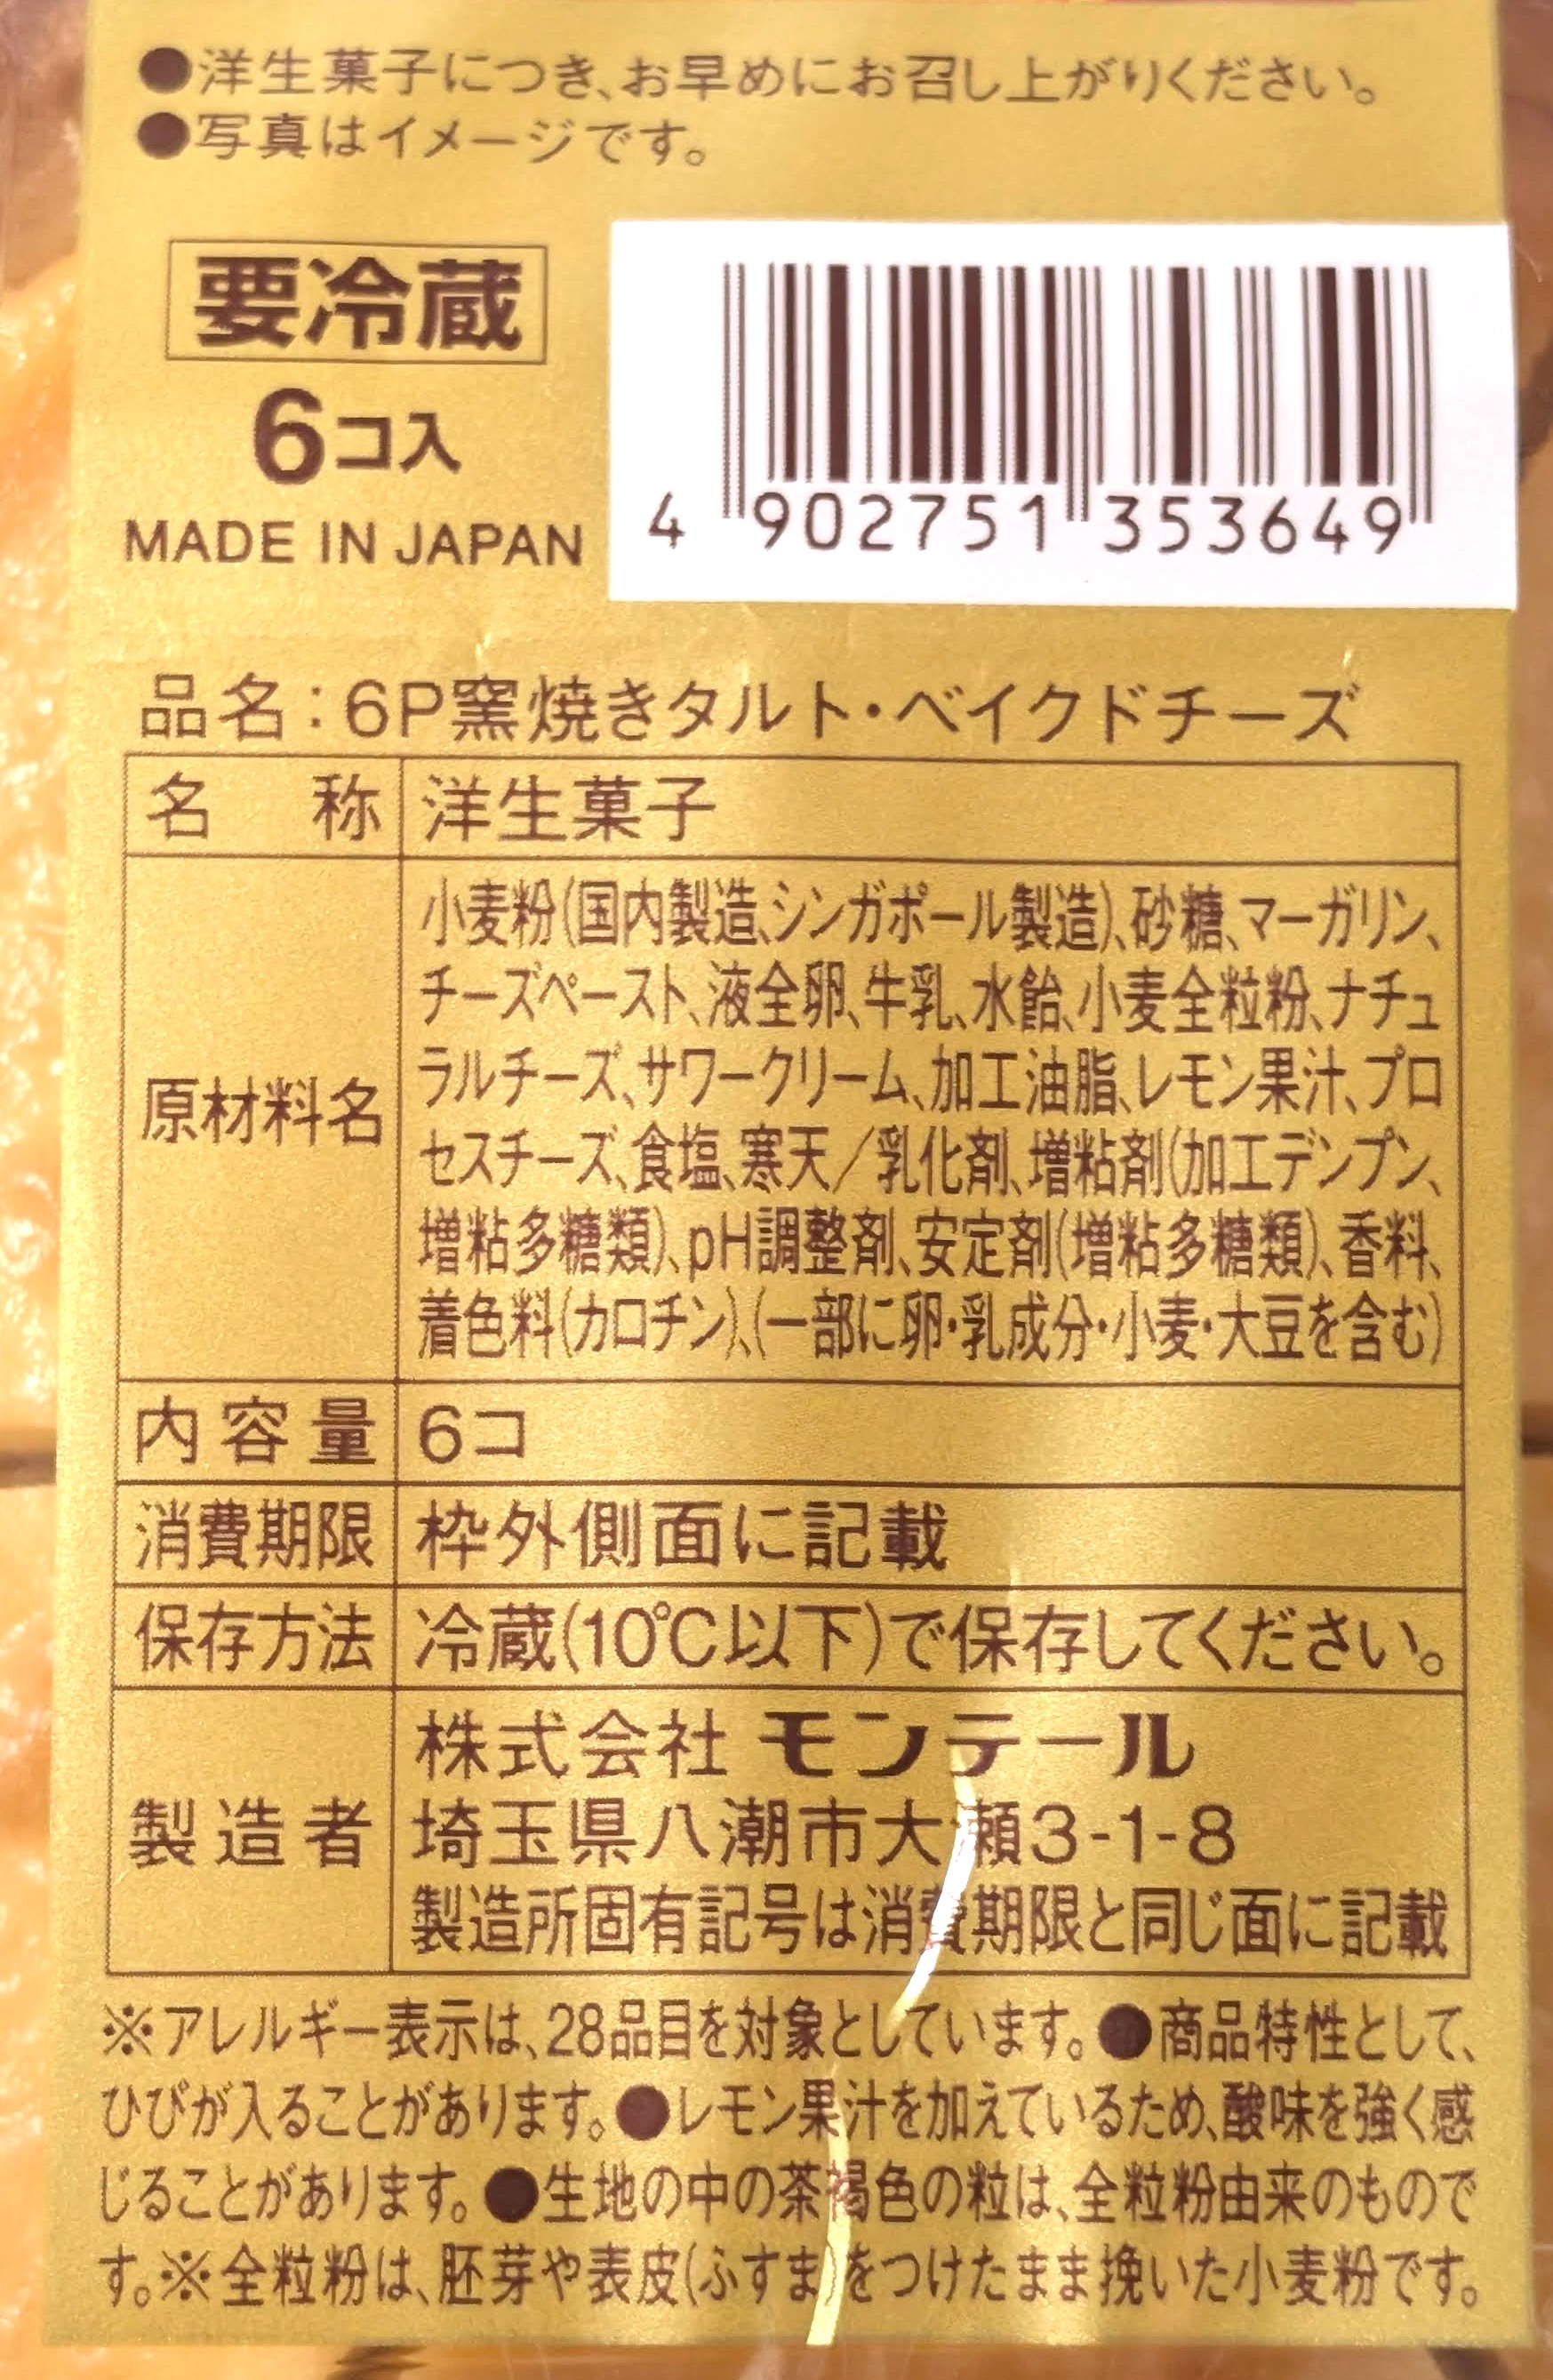 ●洋生菓子につき、お早めにお召し上がりください。
●写真はイメージです。
要冷蔵
6コ入
MADE IN JAPAN
4 902751 353649
品名：6P窯焼きタルト・ベイクドチーズ
名 称 洋生菓子
原材料名
小麦粉(国内製造、シンガポール製造)、砂糖、マーガリン、
チーズペースト、液全卵、牛乳、水飴、小麦全粒粉、ナチュ
ラルチーズ、サワークリーム、加工油脂、レモン果汁、プロ
セスチーズ、食塩、寒天／乳化剤、増粘剤(加工デンプン、
増粘多糖類)、pH調整剤、安定剤(増粘多糖類)、香料、
着色料(カロチン)、(一部に卵・乳成分・小麦・大豆を含む)
内容量 6コ
消費期限 枠外側面に記載
保存方法 冷蔵(10℃以下)で保存してください。
製造者
株式会社 モンテール
埼玉県八潮市大瀬3-1-8
製造所固有記号は消費期限と同じ面に記載
※アレルギー表示は、28品目を対象としています。●商品特性として、
ひびが入ることがあります。●レモン果汁を加えているため、酸味を強く感
じることがあります。●生地の中の茶褐色の粒は、全粒粉由来のもので
す。※全粒粉は、胚芽や表皮(ふすま)をつけたまま挽いた小麦粉です。